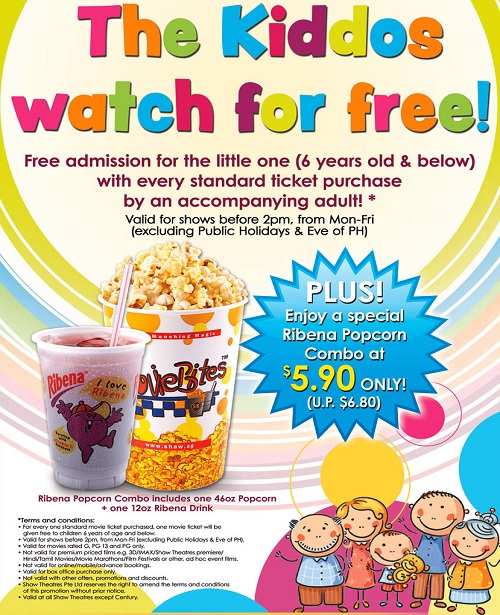 The Kiddos
watch for free!
Free admission for the little one (6 years old & below)
with every standard ticket purchase
by an accompanying adult! *
Valid for shows before 2pm, from Mon-Fri
(excluding Public Holidays & Eve of PH)
PLUS!
Enjoy a special
Ribena Popcorn
Combo at
$5.90 ONLY!
(U.P. $6.80)
Munching Magic
MovieBites™
www.show.sg
Ribena
I love
Ribena
Ribena Popcorn Combo includes one 46oz Popcorn
+ one 12oz Ribena Drink
*Terms and conditions:
• For every one standard movie ticket purchased, one movie ticket will be
given free to children 6 years of age and below.
• Valid for shows before 2pm, from Mon-Fri (excluding Public Holidays & Eve of PH).
• Valid for movies rated G, PG 13 and PG only.
• Not valid for premium priced films e.g. 3D/IMAX/Shaw Theatres premiere/
Hindi/Tamil Movies/Movie Marathons/Film Festivals or other, ad hoc event films.
• Not valid for online/mobile/advance bookings.
• Valid for box office purchase only.
• Not valid with other offers, promotions and discounts.
• Shaw Theatres Pte Ltd reserves the right to amend the terms and conditions
of this promotion without prior notice.
• Valid at all Shaw Theatres except Century.